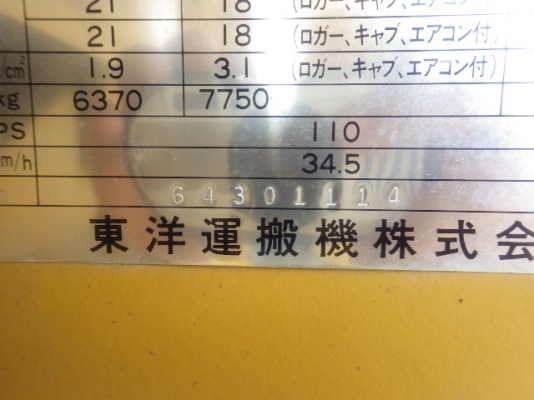 21 18 (ロガー、キャブ、エアコン付)
21 18 (ロガー、キャブ、エアコン付)
/cm² 1.9 3.1 (ロガー、キャブ、エアコン付)
kg 6370 7750
PS 110
m/h 34.5
64301114
東洋運搬機株式会